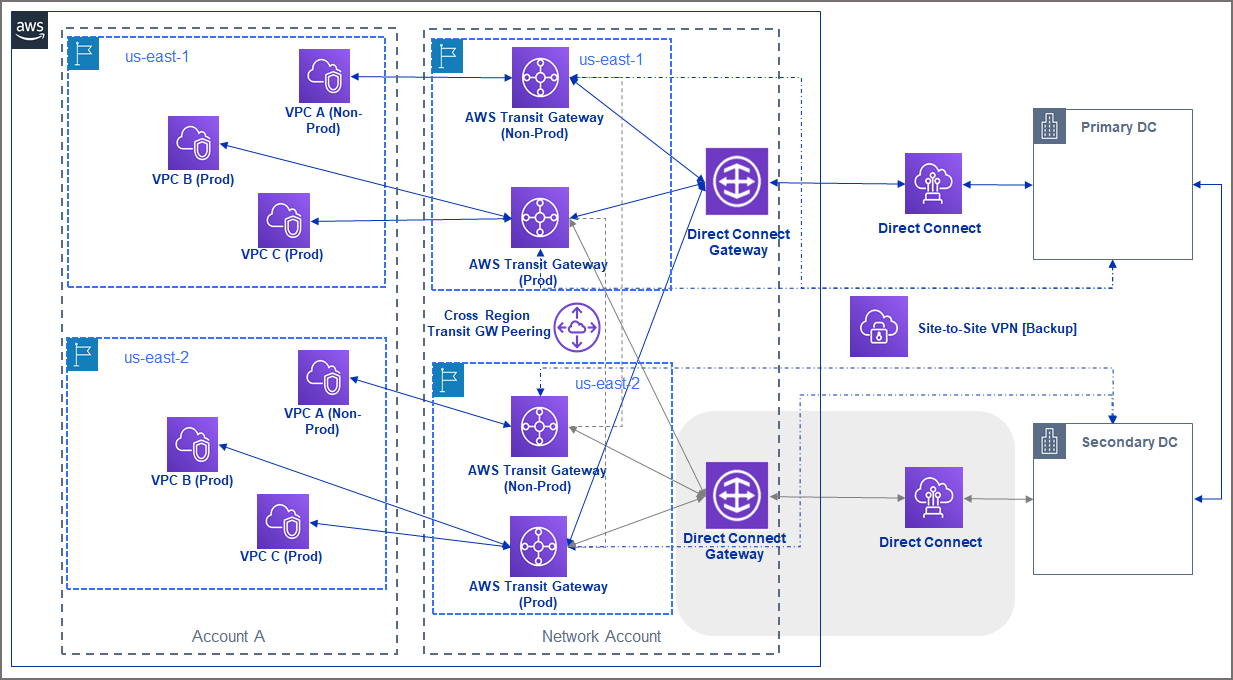 aws
us-east-1
VPC A (Non-
Prod)
VPC B (Prod)
VPC C (Prod)
us-east-2
VPC A (Non-
Prod)
VPC B (Prod)
VPC C (Prod)
Account A
us-east-1
AWS Transit Gateway
(Non-Prod)
AWS Transit Gateway
(Prod)
Cross Region
Transit GW Peering
us-east-2
AWS Transit Gateway
(Non-Prod)
AWS Transit Gateway
(Prod)
Network Account
Direct Connect
Gateway
Direct Connect
Gateway
Direct Connect
Site-to-Site VPN [Backup]
Direct Connect
Primary DC
Secondary DC